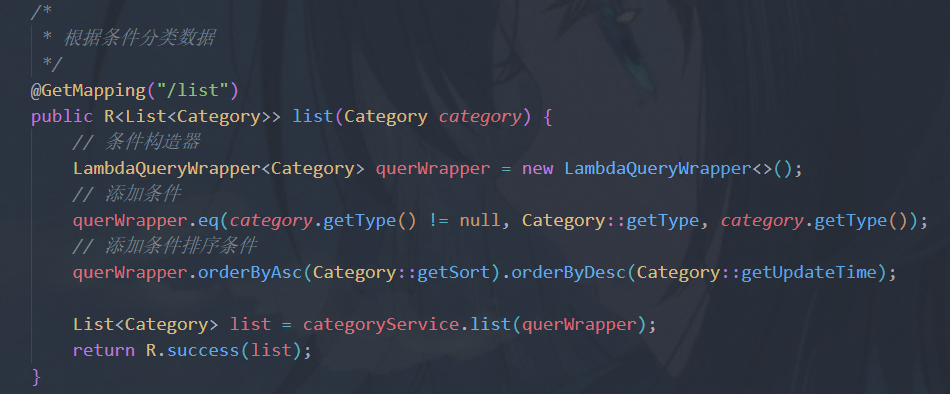 /*
 * 根据条件分类数据
 */
@GetMapping("/list")
public R<List<Category>> list(Category category) {
    // 条件构造器
    LambdaQueryWrapper<Category> querWrapper = new LambdaQueryWrapper<>();
    // 添加条件
    querWrapper.eq(category.getType() != null, Category::getType, category.getType());
    // 添加条件排序条件
    querWrapper.orderByAsc(Category::getSort).orderByDesc(Category::getUpdateTime);

    List<Category> list = categoryService.list(querWrapper);
    return R.success(list);
}